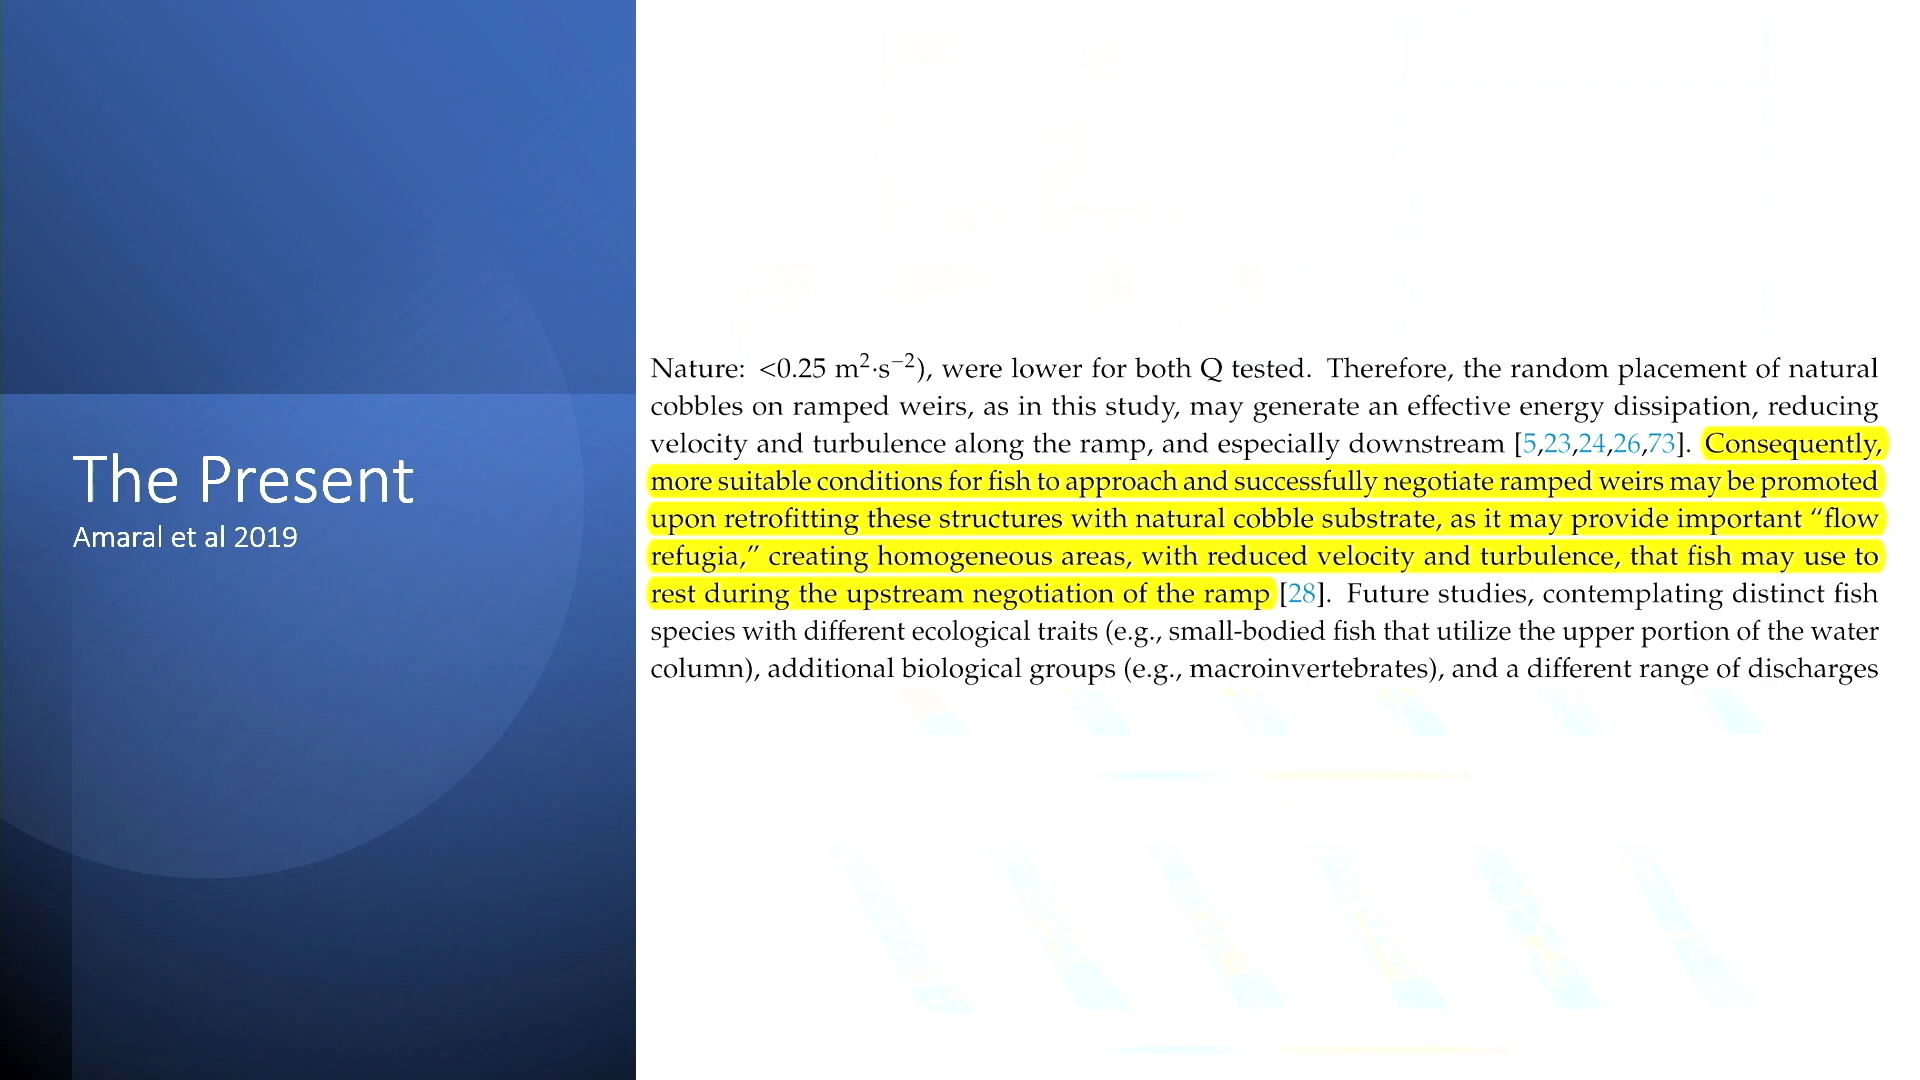 The Present
Amaral et al 2019
Nature: <0.25 m²·s⁻²), were lower for both Q tested. Therefore, the random placement of natural
cobbles on ramped weirs, as in this study, may generate an effective energy dissipation, reducing
velocity and turbulence along the ramp, and especially downstream [5,23,24,26,73]. Consequently,
more suitable conditions for fish to approach and successfully negotiate ramped weirs may be promoted
upon retrofitting these structures with natural cobble substrate, as it may provide important “flow
refugia,” creating homogeneous areas, with reduced velocity and turbulence, that fish may use to
rest during the upstream negotiation of the ramp [28]. Future studies, contemplating distinct fish
species with different ecological traits (e.g., small-bodied fish that utilize the upper portion of the water
column), additional biological groups (e.g., macroinvertebrates), and a different range of discharges